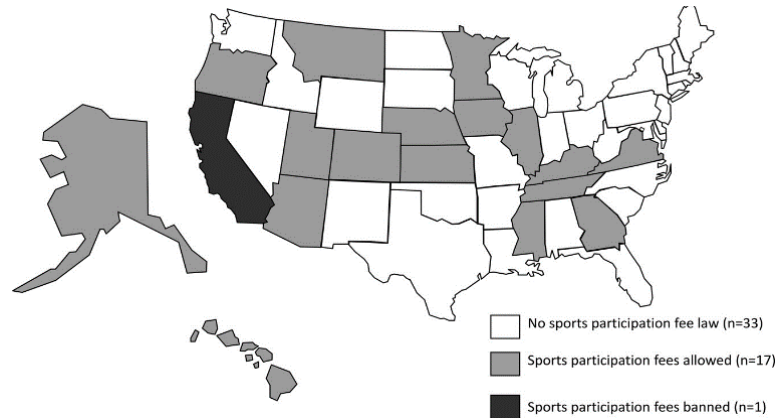 No sports participation fee law (n=33)
Sports participation fees allowed (n=17)
Sports participation fees banned (n=1)